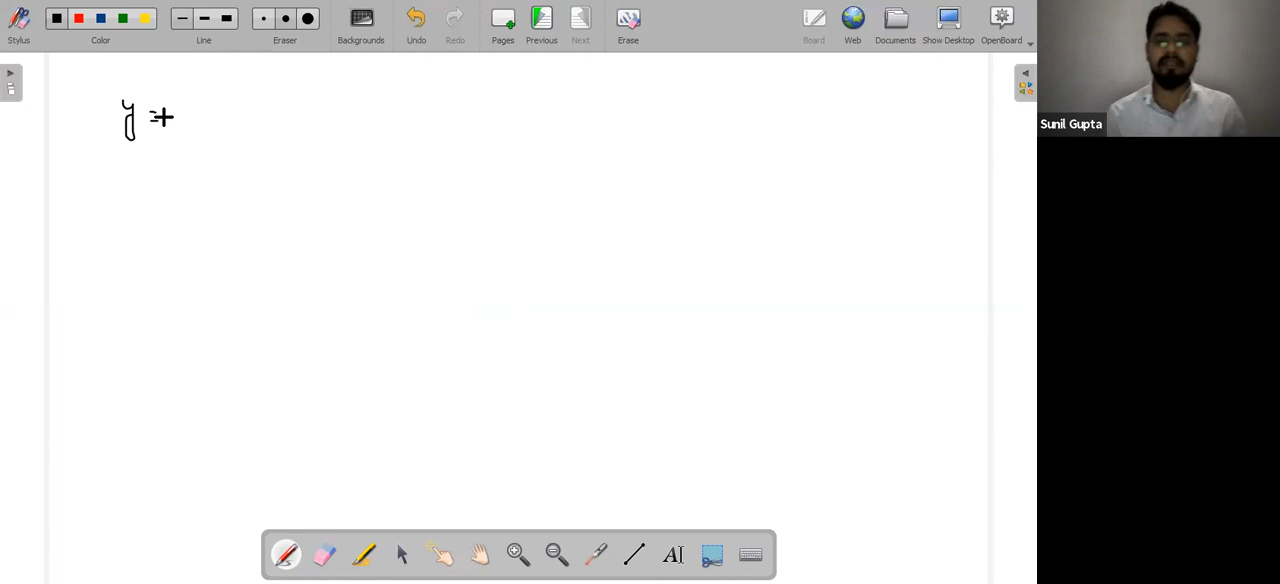 Stylus
Color
Line
Eraser
Backgrounds
Undo
Redo
Pages
Previous
Next
Erase
Board
Web
Documents
Show Desktop
OpenBoard
y =
Sunil Gupta
A